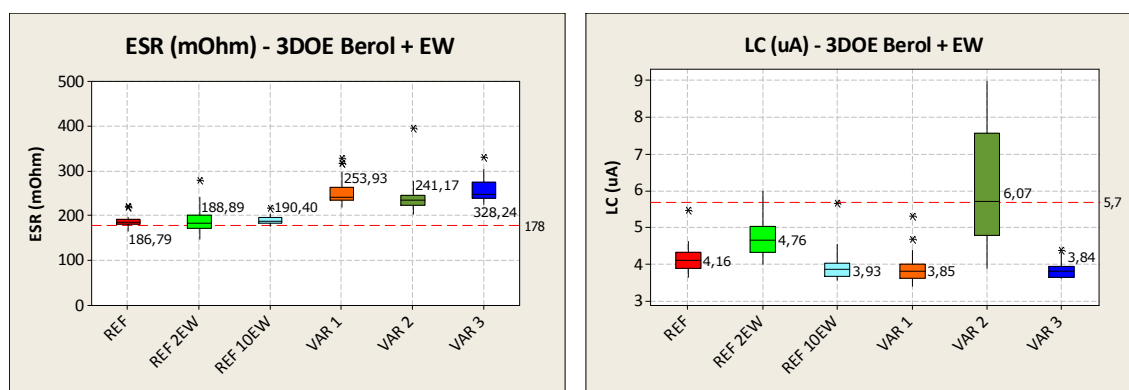 ESR (mOhm) - 3DOE Berol + EW
500
400
300
200
100
0
ESR (mOhm)
186,79
188,89
190,40
253,93
241,17
328,24
178
REF
REF 2EW
REF 10EW
VAR 1
VAR 2
VAR 3
LC (uA) - 3DOE Berol + EW
9
8
7
6
5
4
3
LC (uA)
4,16
4,76
3,93
3,85
6,07
3,84
5,7
REF
REF 2EW
REF 10EW
VAR 1
VAR 2
VAR 3